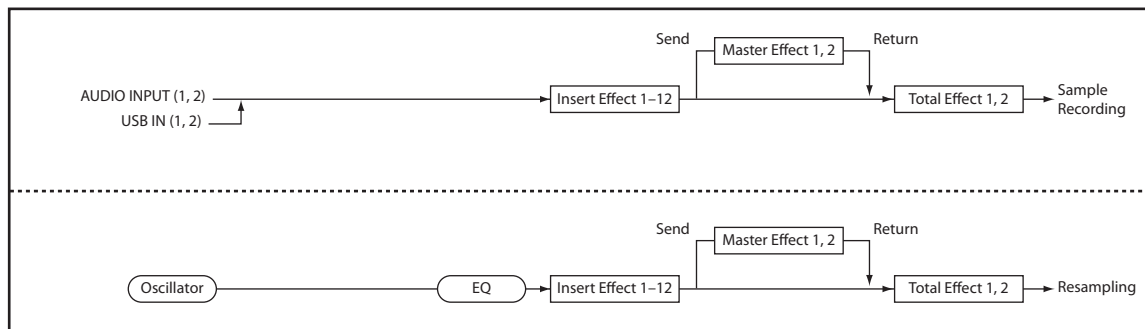 Send
Master Effect 1, 2
Return
AUDIO INPUT (1, 2)
Insert Effect 1–12
Total Effect 1, 2
Sample
Recording
USB IN (1, 2)
Send
Master Effect 1, 2
Return
Oscillator
EQ
Insert Effect 1–12
Total Effect 1, 2
Resampling